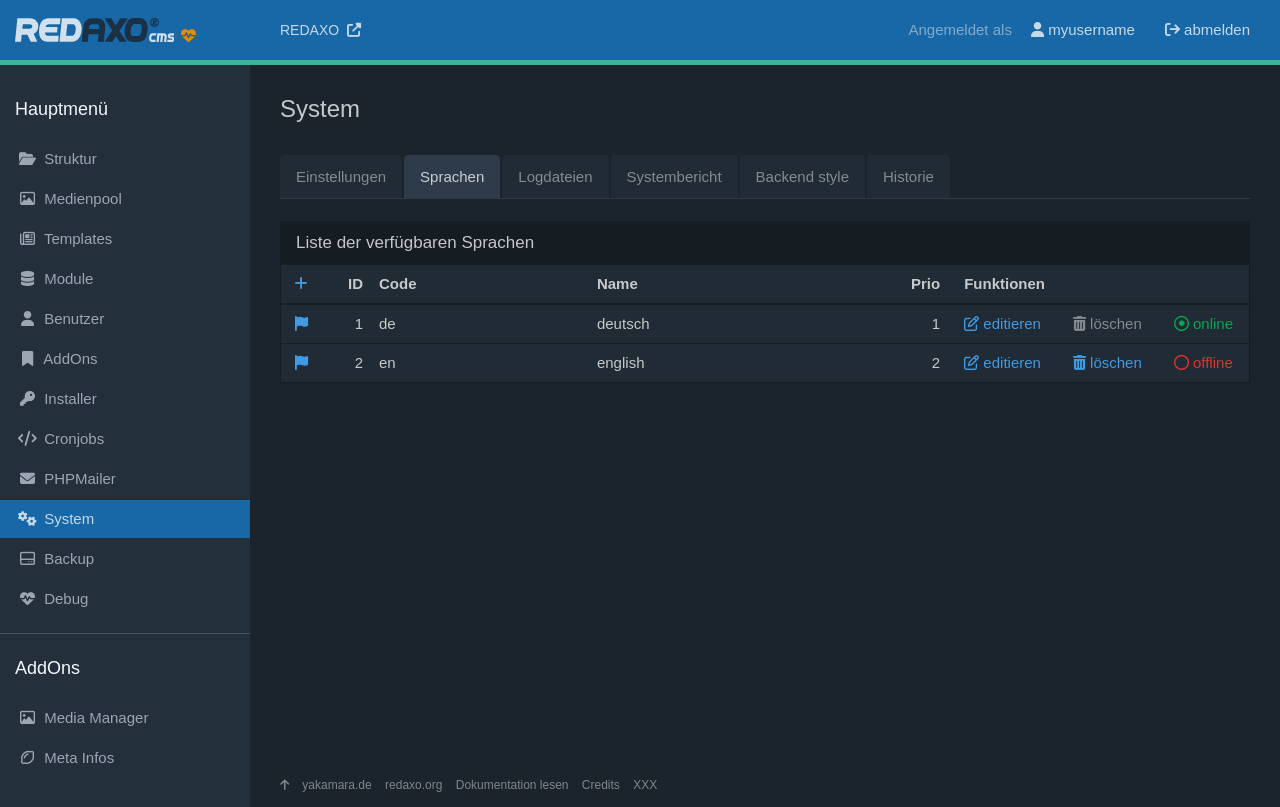 REDAXO® cms
REDAXO
Angemeldet als myusername abmelden
Hauptmenü
Struktur
Medienpool
Templates
Module
Benutzer
AddOns
Installer
Cronjobs
PHPMailer
System
Backup
Debug
AddOns
Media Manager
Meta Infos
System
Einstellungen Sprachen Logdateien Systembericht Backend style Historie
Liste der verfügbaren Sprachen
ID Code Name Prio Funktionen
1 de deutsch 1 editieren löschen online
2 en english 2 editieren löschen offline
yakamara.de redaxo.org Dokumentation lesen Credits XXX